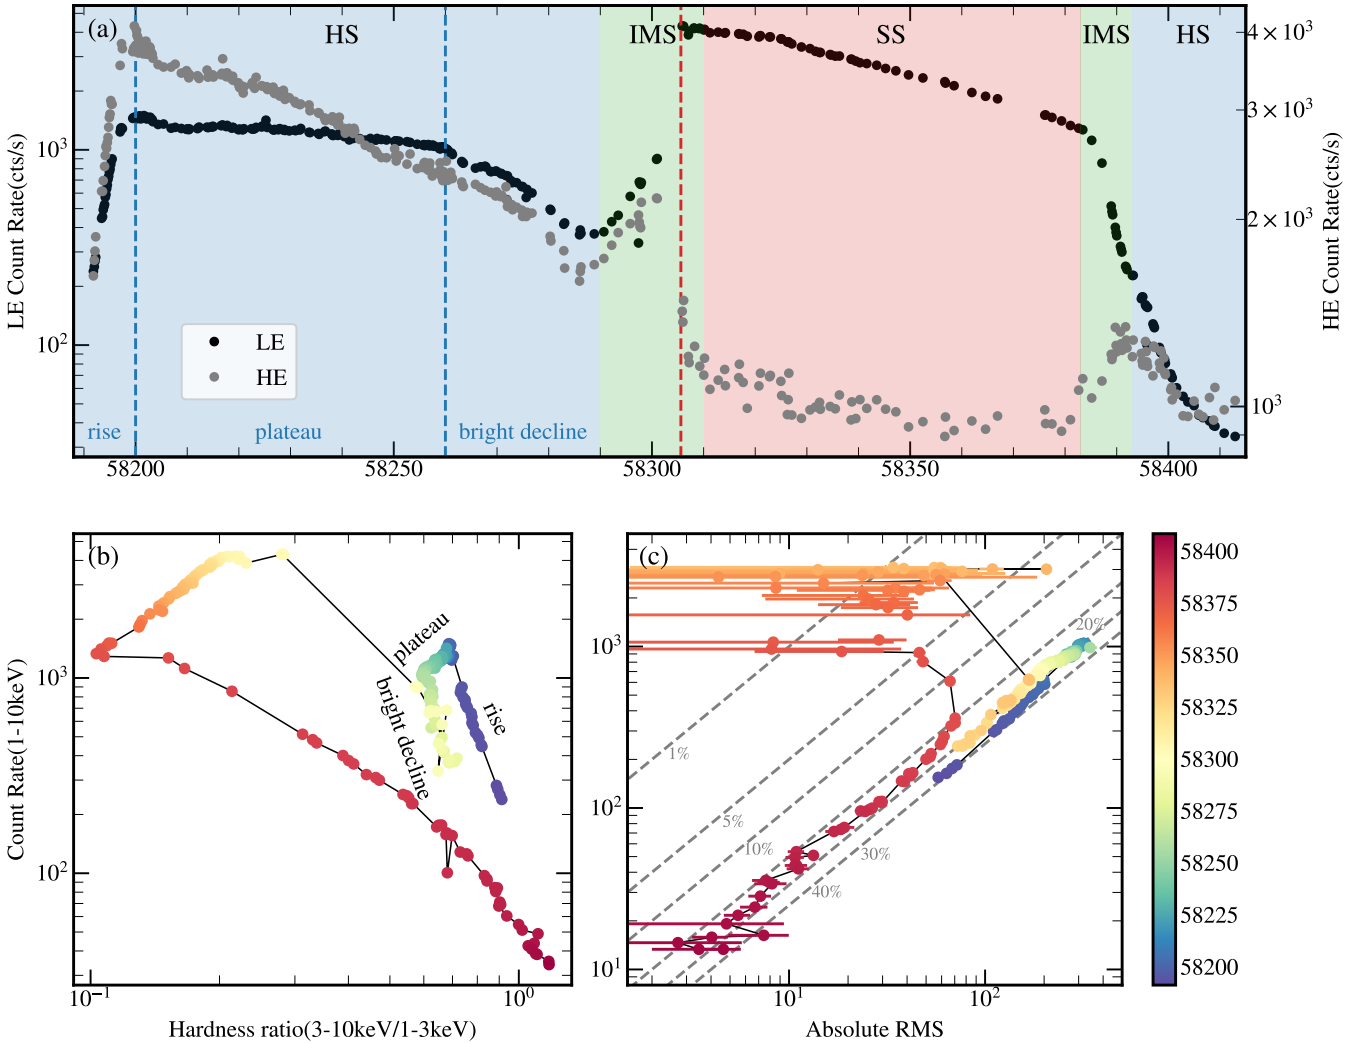 (a)
HS
IMS
SS
IMS
HS
LE Count Rate(cts/s)
10³
10²
HE Count Rate(cts/s)
4 × 10³
3 × 10³
2 × 10³
10³
LE
HE
rise
plateau
bright decline
58200
58250
58300
58350
58400
(b)
Count Rate(1-10keV)
10³
10²
plateau
bright decline
rise
10⁻¹
10⁰
Hardness ratio(3-10keV/1-3keV)
(c)
10³
10²
10¹
1%
5%
10%
20%
30%
40%
10¹
10²
Absolute RMS
58400
58375
58350
58325
58300
58275
58250
58225
58200